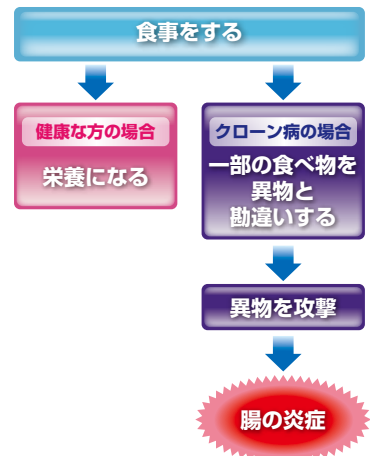 食事をする
健康な方の場合
栄養になる
クローン病の場合
一部の食べ物を
異物と
勘違いする
異物を攻撃
腸の炎症